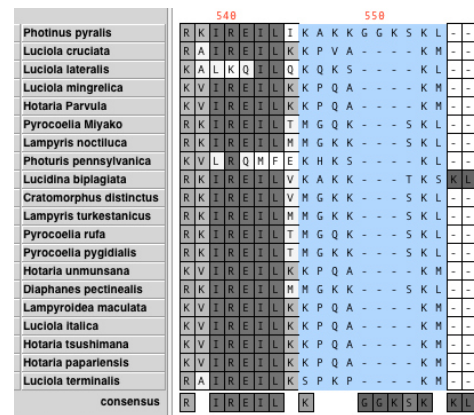 540 550
Photinus pyralis R K I R E I L I K A K K G G K S K L - -
Luciola cruciata R A I R E I L K K P V A - - - - K M - -
Luciola lateralis K A L K Q I L Q K Q K S - - - - K L - -
Luciola mingrelica K V I R E I L K K P Q A - - - - K M - -
Hotaria Parvula K V I R E I L K K P Q A - - - - K M - -
Pyrocoelia Miyako R K I R E I L T M G Q K - - - S K L - -
Lampyris noctiluca R K I R E I L M M G K K - - - S K L - -
Photuris pennsylvanica K V L R Q M F E K H K S - - - - K L - -
Lucidina biplagiata R K I R E I L V K A K K - - - T K S K L
Cratomorphus distinctus R K I R E I L V M G K K - - - S K L - -
Lampyris turkestanicus R K I R E I L M M G K K - - - S K L - -
Pyrocoelia rufa R K I R E I L T M G K K - - - S K L - -
Pyrocoelia pygidialis R K I R E I L T M G K K - - - S K L - -
Hotaria unmunsana K V I R E I L K K P Q A - - - - K M - -
Diaphanes pectinealis R K I R E I L M M G K K - - - S K L - -
Lampyroidea maculata K V I R E I L K K P Q A - - - - K M - -
Luciola italica K V I R E I L K K P Q A - - - - K M - -
Hotaria tsushimana K V I R E I L K K P Q A - - - - K M - -
Hotaria papariensis K V I R E I L K K P Q A - - - - K M - -
Luciola terminalis R A I R E I L K S P K P - - - - K M - -
consensus R I R E I L K G G K S K K L